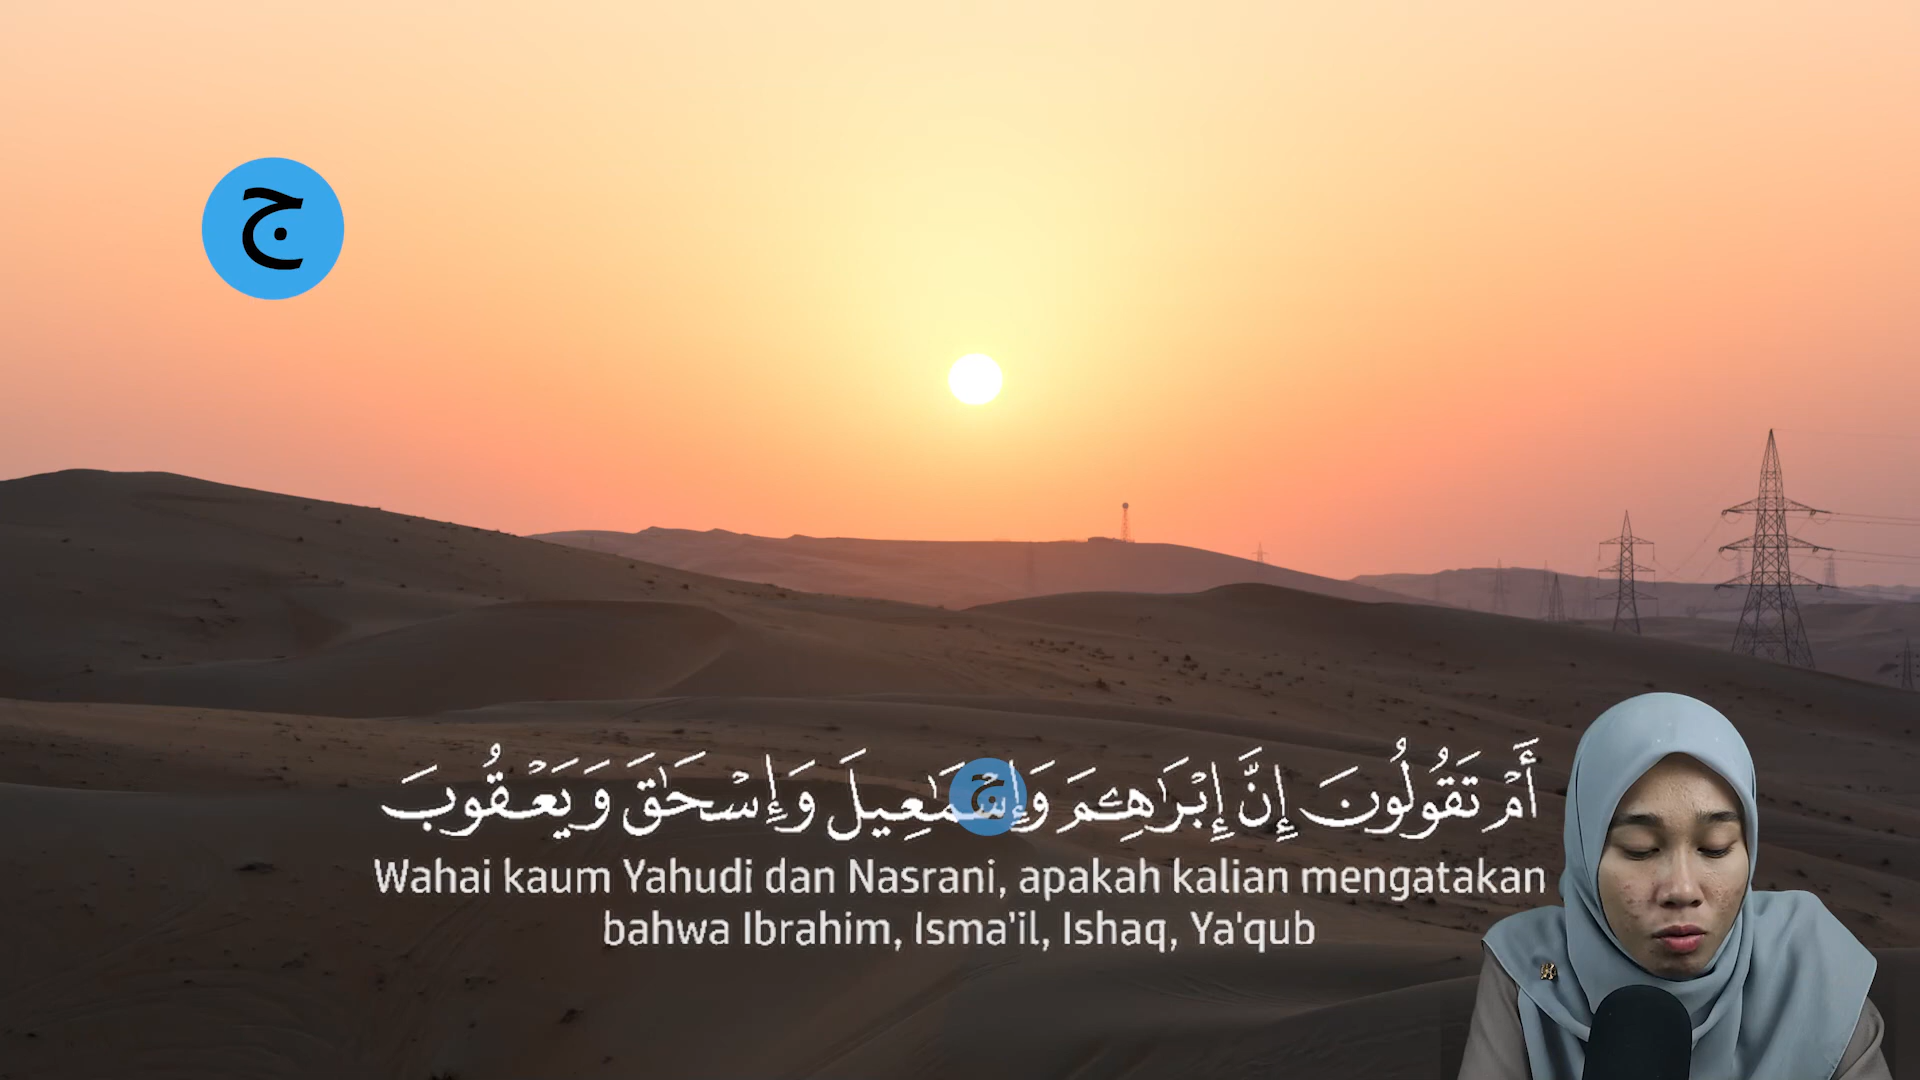 ج
أَمْ تَقُولُونَ إِنَّ إِبْرَٰهِـۧمَ وَإِسْمَٰعِيلَ وَإِسْحَٰقَ وَيَعْقُوبَ
ج
Wahai kaum Yahudi dan Nasrani, apakah kalian mengatakan
bahwa Ibrahim, Isma'il, Ishaq, Ya'qub